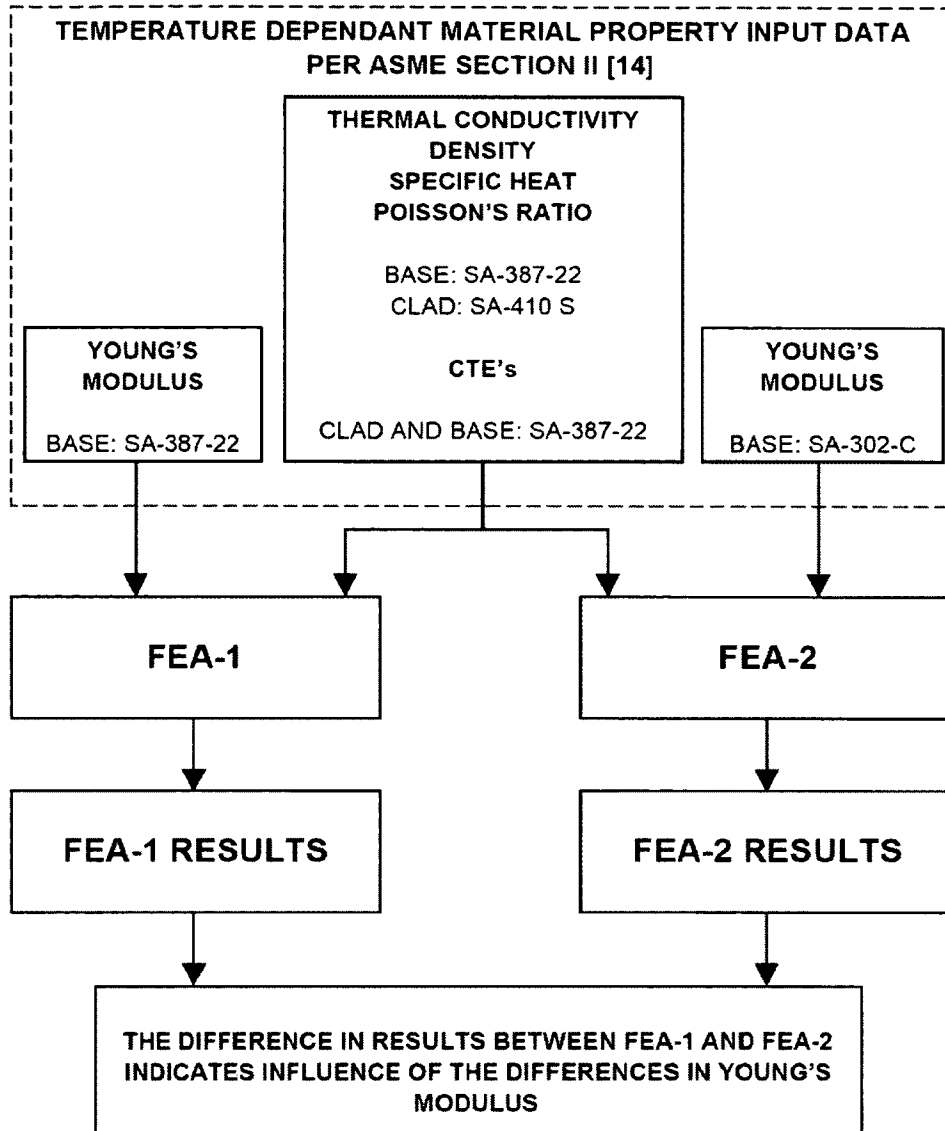 TEMPERATURE DEPENDANT MATERIAL PROPERTY INPUT DATA
PER ASME SECTION II [14]
THERMAL CONDUCTIVITY
DENSITY
SPECIFIC HEAT
POISSON'S RATIO
BASE: SA-387-22
CLAD: SA-410 S
CTE's
CLAD AND BASE: SA-387-22
YOUNG'S
MODULUS
BASE: SA-387-22
YOUNG'S
MODULUS
BASE: SA-302-C
FEA-1
FEA-2
FEA-1 RESULTS
FEA-2 RESULTS
THE DIFFERENCE IN RESULTS BETWEEN FEA-1 AND FEA-2
INDICATES INFLUENCE OF THE DIFFERENCES IN YOUNG'S
MODULUS